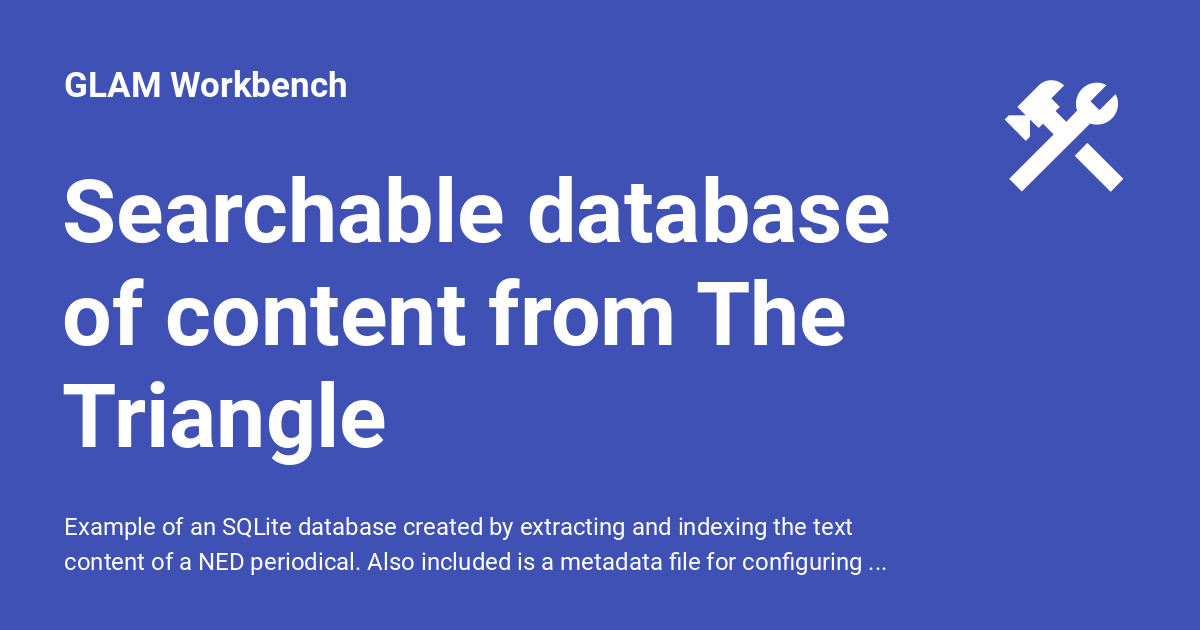 GLAM Workbench
Searchable database
of content from The
Triangle
Example of an SQLite database created by extracting and indexing the text
content of a NED periodical. Also included is a metadata file for configuring ...